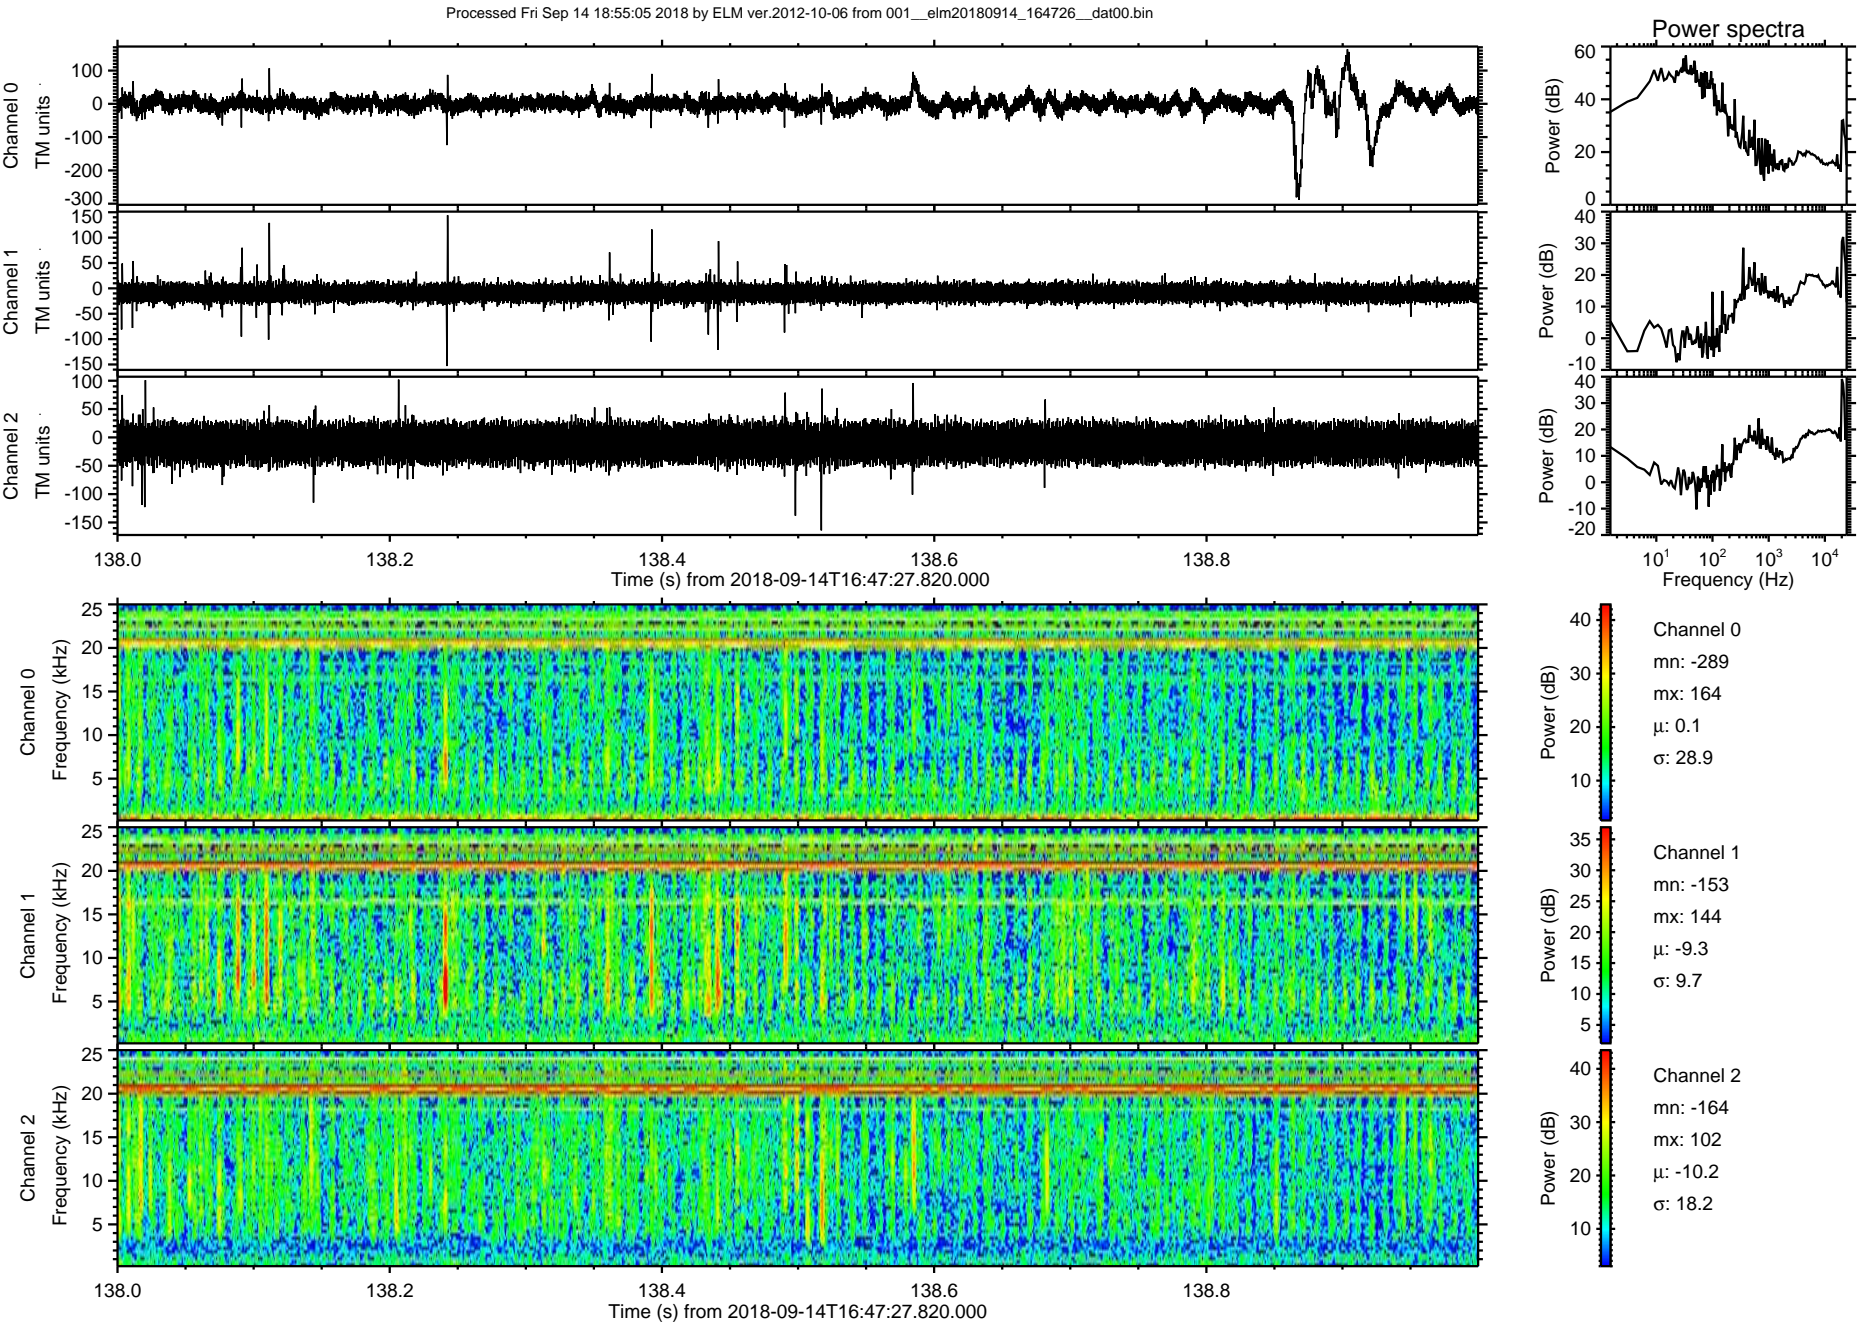 Processed Fri Sep 14 18:55:05 2018 by ELM ver.2012-10-06 from 001__elm20180914_164726__dat00.bin
Power spectra
Channel 0
TM units
100
0
-100
-200
-300
Power (dB)
60
40
20
0
Channel 1
TM units
150
100
50
0
-50
-100
-150
Power (dB)
40
30
20
10
0
-10
Channel 2
TM units
100
50
0
-50
-100
-150
Power (dB)
40
30
20
10
0
-10
-20
138.0 138.2 138.4 138.6 138.8
Time (s) from 2018-09-14T16:47:27.820.000
10¹ 10² 10³ 10⁴
Frequency (Hz)
Channel 0
Frequency (kHz)
25
20
15
10
5
Power (dB)
40
30
20
10
Channel 0
mn: -289
mx: 164
μ: 0.1
σ: 28.9
Channel 1
Frequency (kHz)
25
20
15
10
5
Power (dB)
35
30
25
20
15
10
5
Channel 1
mn: -153
mx: 144
μ: -9.3
σ: 9.7
Channel 2
Frequency (kHz)
25
20
15
10
5
Power (dB)
40
30
20
10
Channel 2
mn: -164
mx: 102
μ: -10.2
σ: 18.2
138.0 138.2 138.4 138.6 138.8
Time (s) from 2018-09-14T16:47:27.820.000